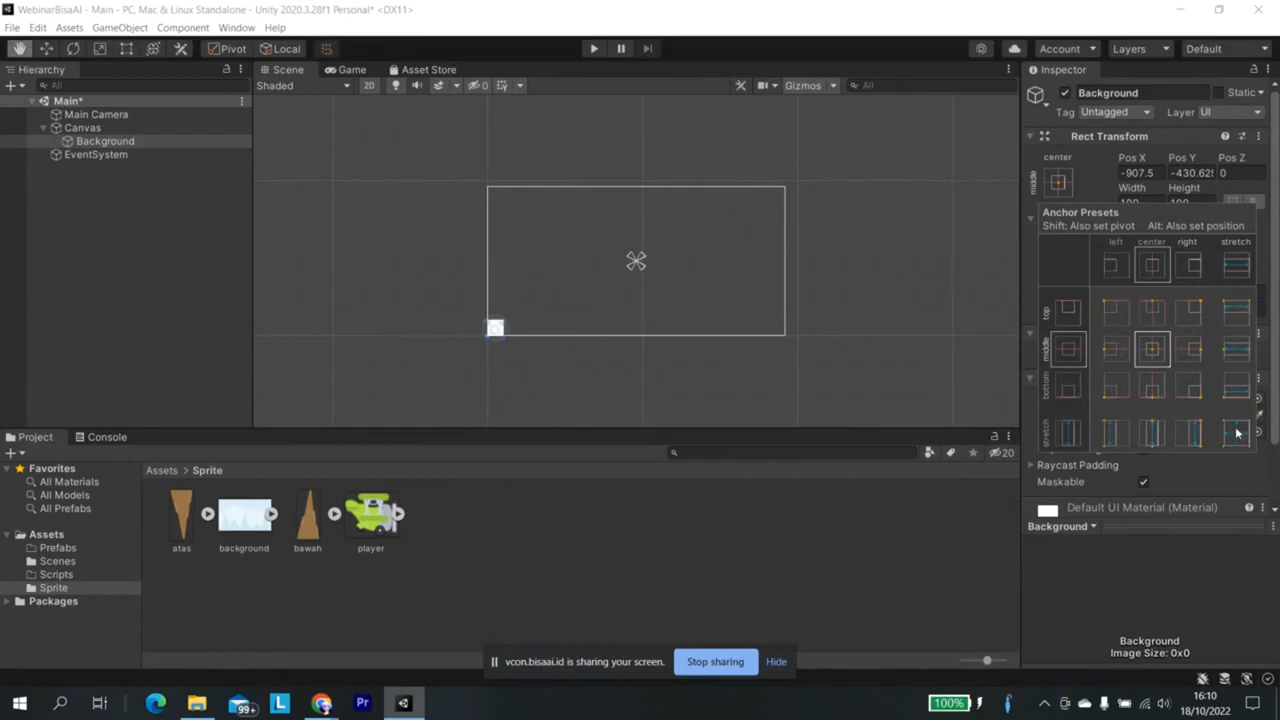 WebinarBisaAI - Main - PC, Mac & Linux Standalone - Unity 2020.3.28f1 Personal* <DX11>
File Edit Assets GameObject Component Window Help
Pivot Local Account Layers Default
Hierarchy Scene Game Asset Store Inspector
All Shaded 2D 0 Gizmos All Background Static
Main*
Main Camera
Canvas
Background
EventSystem
Tag Untagged Layer UI
Rect Transform
center Pos X Pos Y Pos Z
middle -907.5 -430.62 0
Width Height
Anchor Presets
Shift: Also set pivot Alt: Also set position
left center right stretch
top
middle
bottom
stretch
Raycast Padding
Maskable
Default UI Material (Material)
Background
Project Console
20
Favorites
All Materials
All Models
All Prefabs
Assets
Prefabs
Scenes
Scripts
Sprite
Packages
Assets > Sprite
atas background bawah player
Background
Image Size: 0x0
vcon.bisaai.id is sharing your screen. Stop sharing Hide
99+ L Pr 100% 16:10
18/10/2022